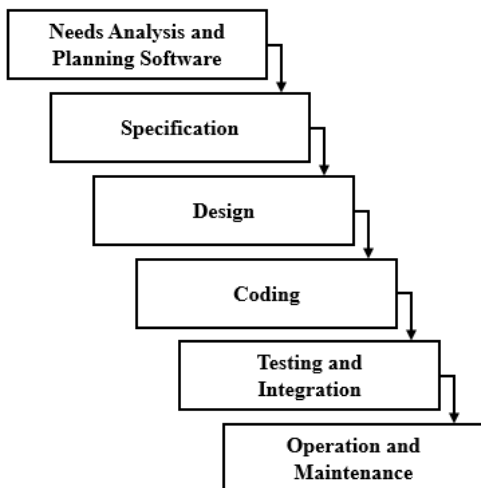 Needs Analysis and
Planning Software
Specification
Design
Coding
Testing and
Integration
Operation and
Maintenance